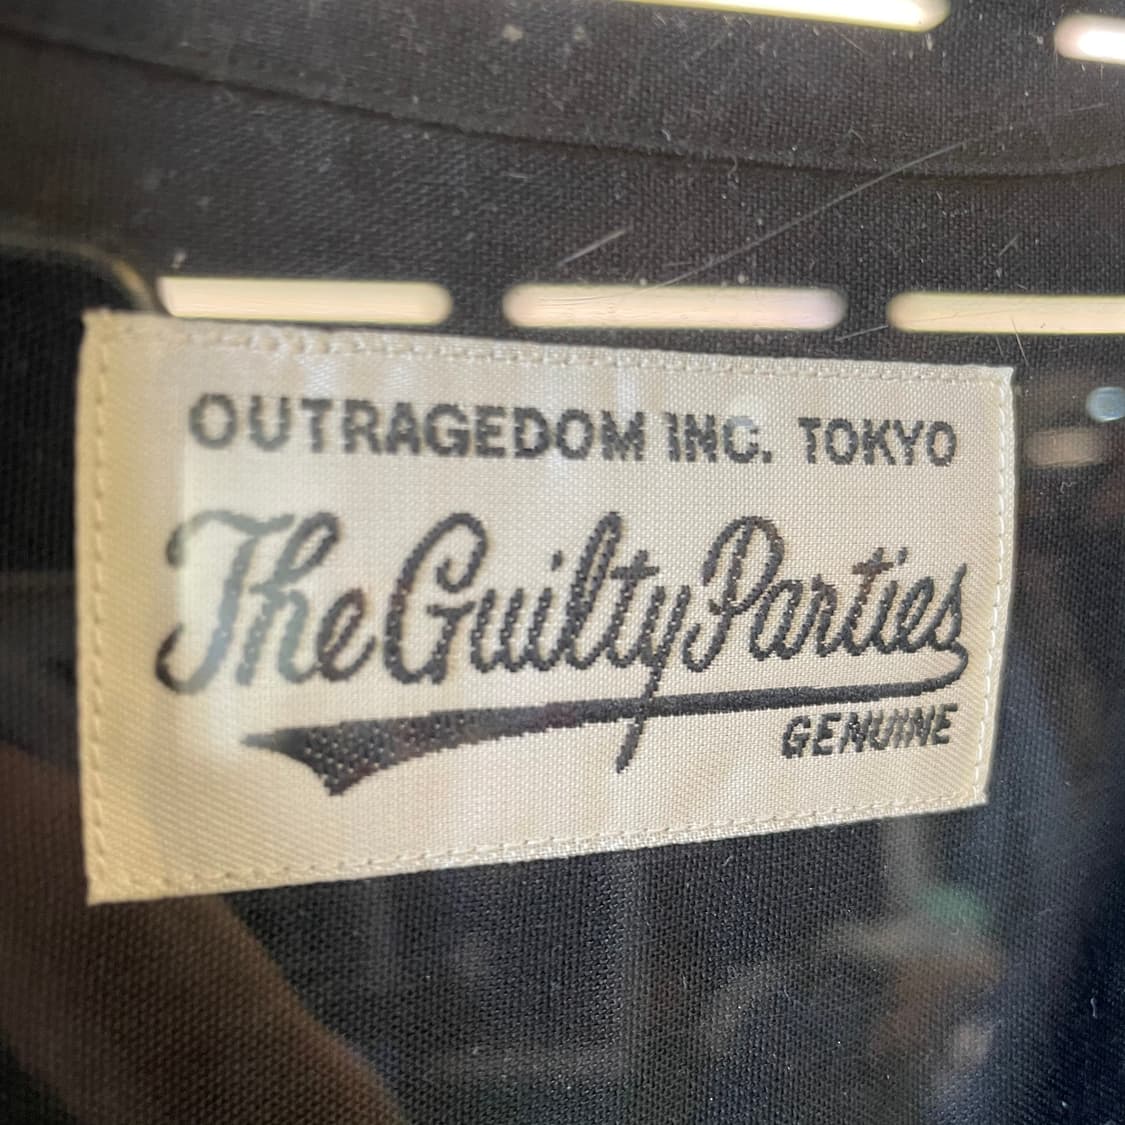 OUTRAGEDOM INC. TOKYO
The Guilty Parties
GENUINE